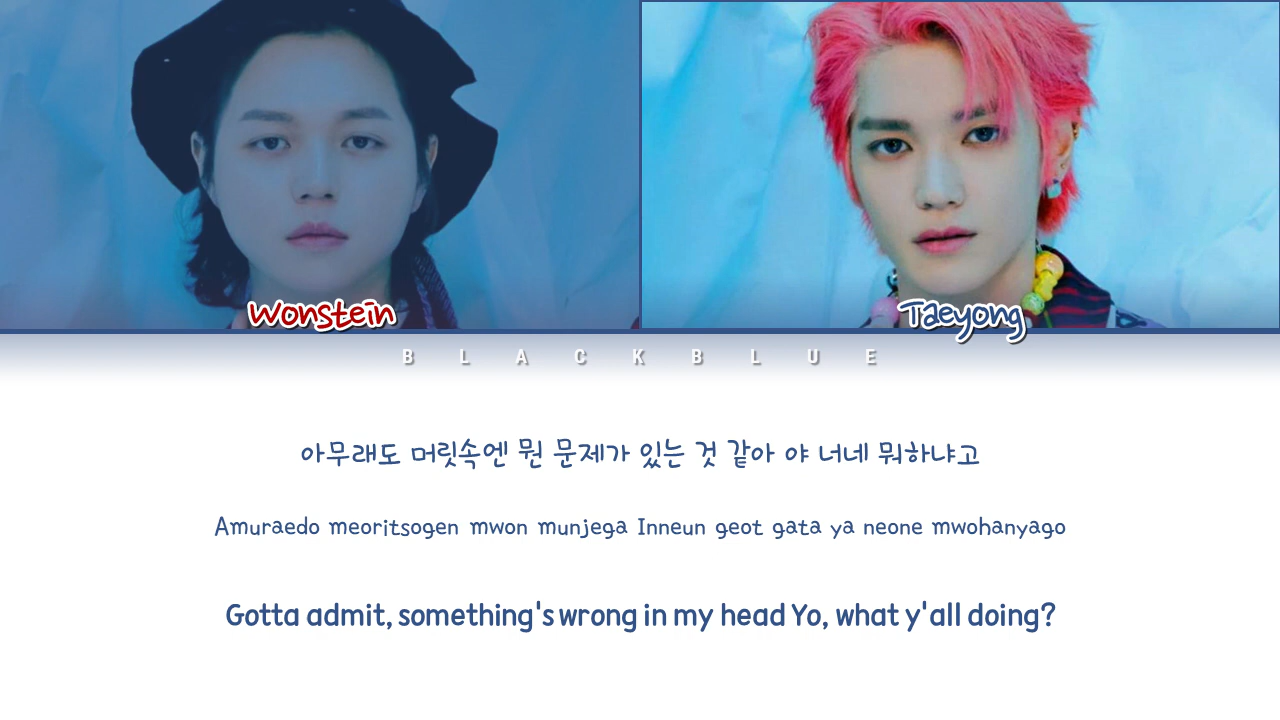 Wonstein
Taeyong
BLACKBLUE
아무래도 머릿속엔 뭔 문제가 있는 것 같아 야 너네 뭐하냐고
Amuraedo meoritsogen mwon munjega Inneun geot gata ya neone mwohanyago
Gotta admit, something's wrong in my head Yo, what y'all doing?